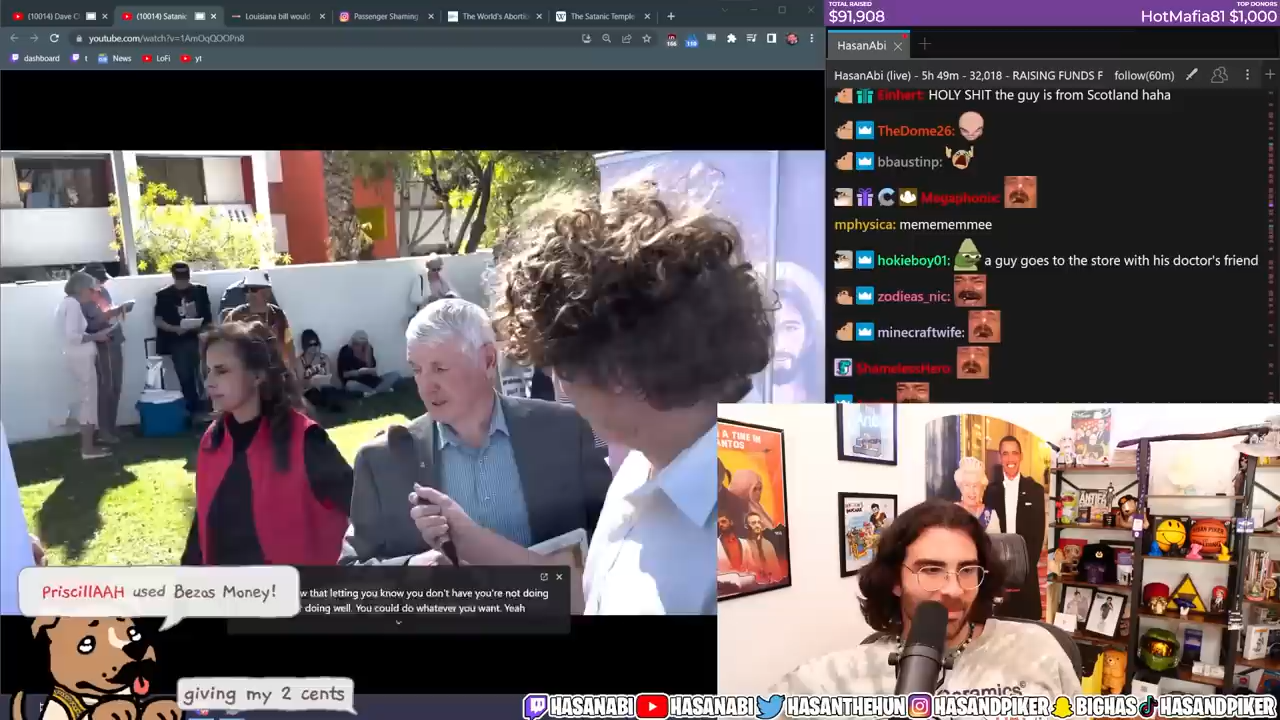 (10014) Dave C
(10014) Satanic
Louisiana bill would
Passenger Shaming
The World's Aborti
The Satanic Temple
youtube.com/watch?v=1AmOqQOOPn8
dashboard
t
News
LoFi
yt
TOTAL RAISED
$91,908
TOP DONORS
HotMafia81 $1,000
HasanAbi
HasanAbi (live) - 5h 49m - 32,018 - RAISING FUNDS F
follow(60m)
Einhert: HOLY SHIT the guy is from Scotland haha
TheDome26:
bbaustinp:
Megaphonix:
mphysica: mememmemmee
hokieboy01: a guy goes to the store with his doctor's friend
zodieas_nic:
minecraftwife:
ShamelessHero
w that letting you know you don't have you're not doing
doing well. You could do whatever you want. Yeah
PriscillAAH used Bezos Money!
giving my 2 cents
HASANABI
HASANABI
HASANTHEHUN
HASANDPIKER
BIGHAS
HASANDPIKER